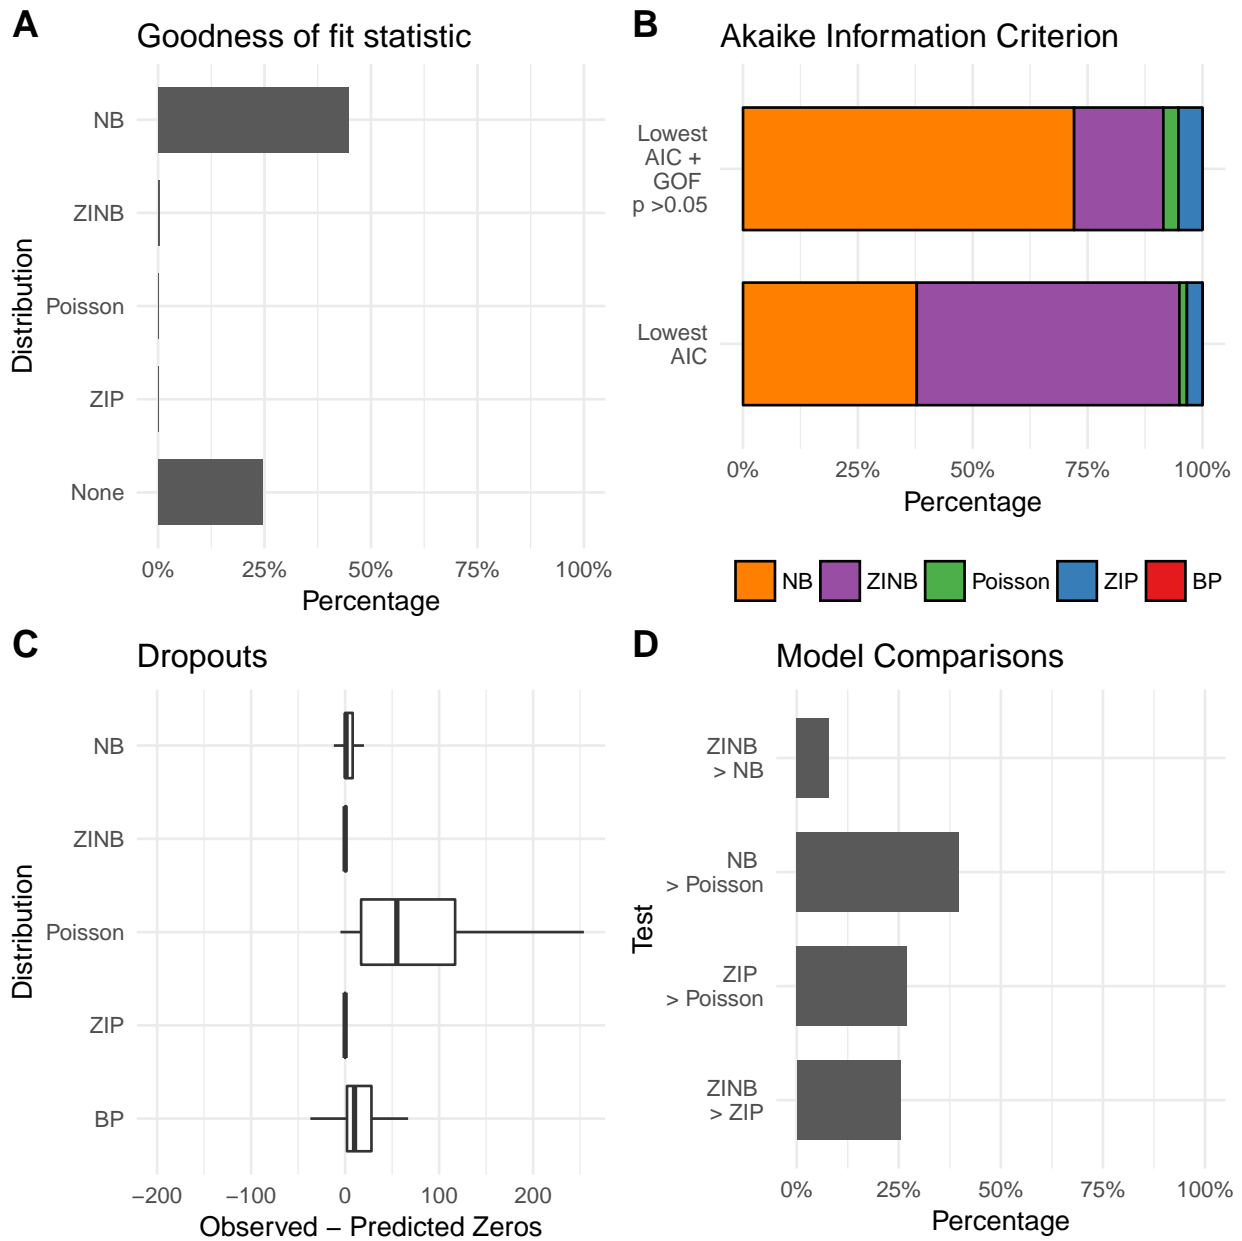 A
Goodness of fit statistic
NB
ZINB
Poisson
ZIP
None
Distribution
0% 25% 50% 75% 100%
Percentage
B
Akaike Information Criterion
Lowest
AIC +
GOF
p >0.05
Lowest
AIC
0% 25% 50% 75% 100%
Percentage
NB ZINB Poisson ZIP BP
C
Dropouts
NB
ZINB
Poisson
ZIP
BP
Distribution
−200 −100 0 100 200
Observed − Predicted Zeros
D
Model Comparisons
ZINB
> NB
NB
> Poisson
ZIP
> Poisson
ZINB
> ZIP
Test
0% 25% 50% 75% 100%
Percentage